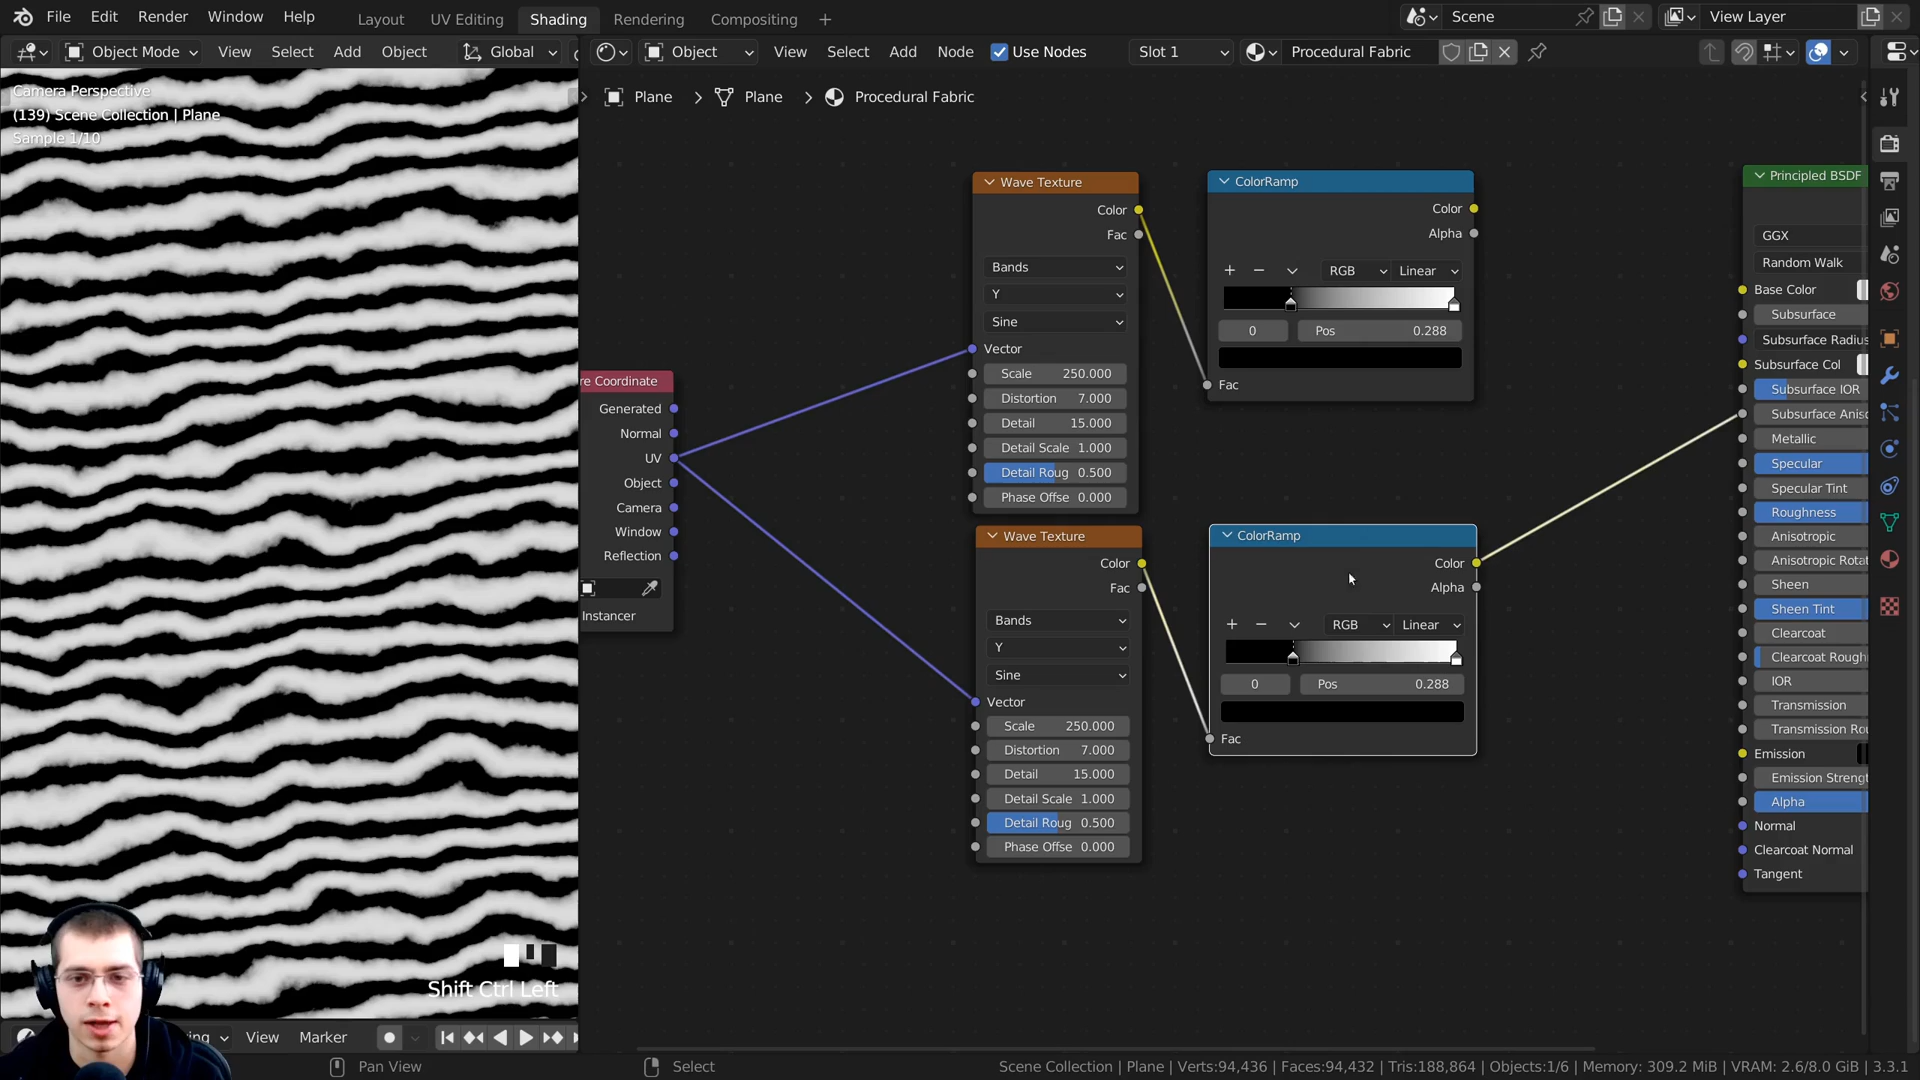 File Edit Render Window Help Layout UV Editing Shading Rendering Compositing + Scene View Layer
Object Mode View Select Add Object Global Object View Select Add Node Use Nodes Slot 1 Procedural Fabric
Camera Perspective
(139) Scene Collection | Plane
Sample 1/10
Plane > Plane > Procedural Fabric
re Coordinate
Generated
Normal
UV
Object
Camera
Window
Reflection
Instancer
Wave Texture
Color
Fac
Bands
Y
Sine
Vector
Scale 250.000
Distortion 7.000
Detail 15.000
Detail Scale 1.000
Detail Roug 0.500
Phase Offse 0.000
Wave Texture
Color
Fac
Bands
Y
Sine
Vector
Scale 250.000
Distortion 7.000
Detail 15.000
Detail Scale 1.000
Detail Roug 0.500
Phase Offse 0.000
ColorRamp
Color
Alpha
RGB Linear
0 Pos 0.288
Fac
ColorRamp
Color
Alpha
RGB Linear
0 Pos 0.288
Fac
Principled BSDF
GGX
Random Walk
Base Color
Subsurface
Subsurface Radius
Subsurface Col
Subsurface IOR
Subsurface Aniso
Metallic
Specular
Specular Tint
Roughness
Anisotropic
Anisotropic Rotat
Sheen
Sheen Tint
Clearcoat
Clearcoat Rough
IOR
Transmission
Transmission Rou
Emission
Emission Strengt
Alpha
Normal
Clearcoat Normal
Tangent
Shift Ctrl Left
ng View Marker
Pan View Select Scene Collection | Plane | Verts:94,436 | Faces:94,432 | Tris:188,864 | Objects:1/6 | Memory: 309.2 MiB | VRAM: 2.6/8.0 GiB | 3.3.1